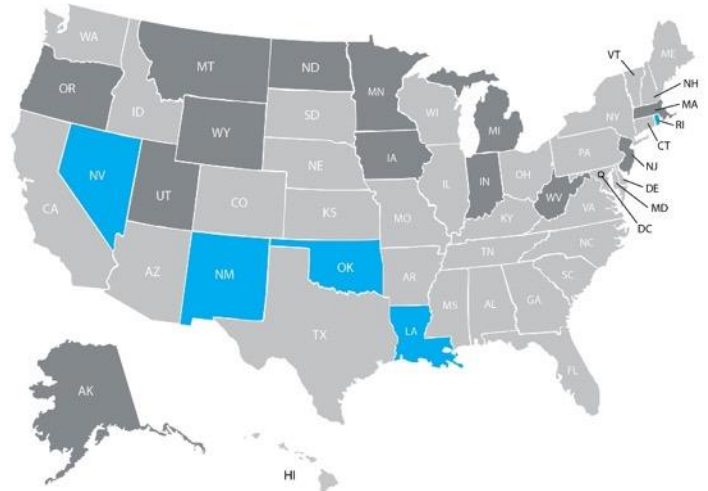 WA
ME
VT
MT
ND
NH
OR
MN
MA
ID
SD
WI
NY
RI
WY
MI
CT
IA
PA
NJ
NE
NV
IL
IN
OH
DE
UT
WV
MD
CA
CO
VA
DC
KS
MO
KY
NC
TN
AZ
OK
NM
AR
SC
MS
AL
GA
LA
TX
FL
AK
HI